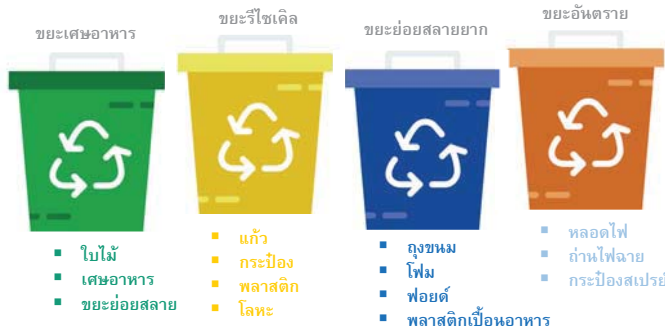 ขยะเศษอาหาร
ใบไม้
เศษอาหาร
ขยะย่อยสลาย
ขยะรีไซเคิล
แก้ว
กระป๋อง
พลาสติก
โลหะ
ขยะย่อยสลายยาก
ถุงขนม
โฟม
ฟอยด์
พลาสติกเปื้อนอาหาร
ขยะอันตราย
หลอดไฟ
ถ่านไฟฉาย
กระป๋องสเปรย์